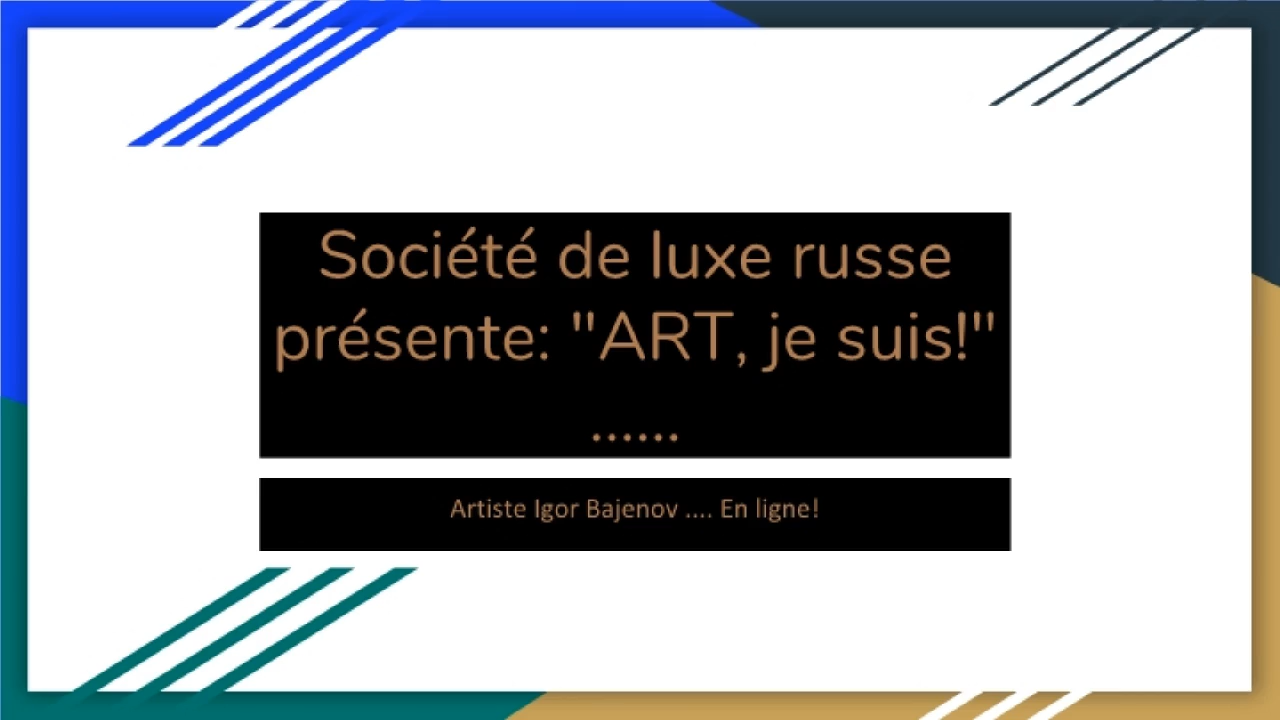 Société de luxe russe
présente: "ART, je suis!"
......
Artiste Igor Bajenov .... En ligne!